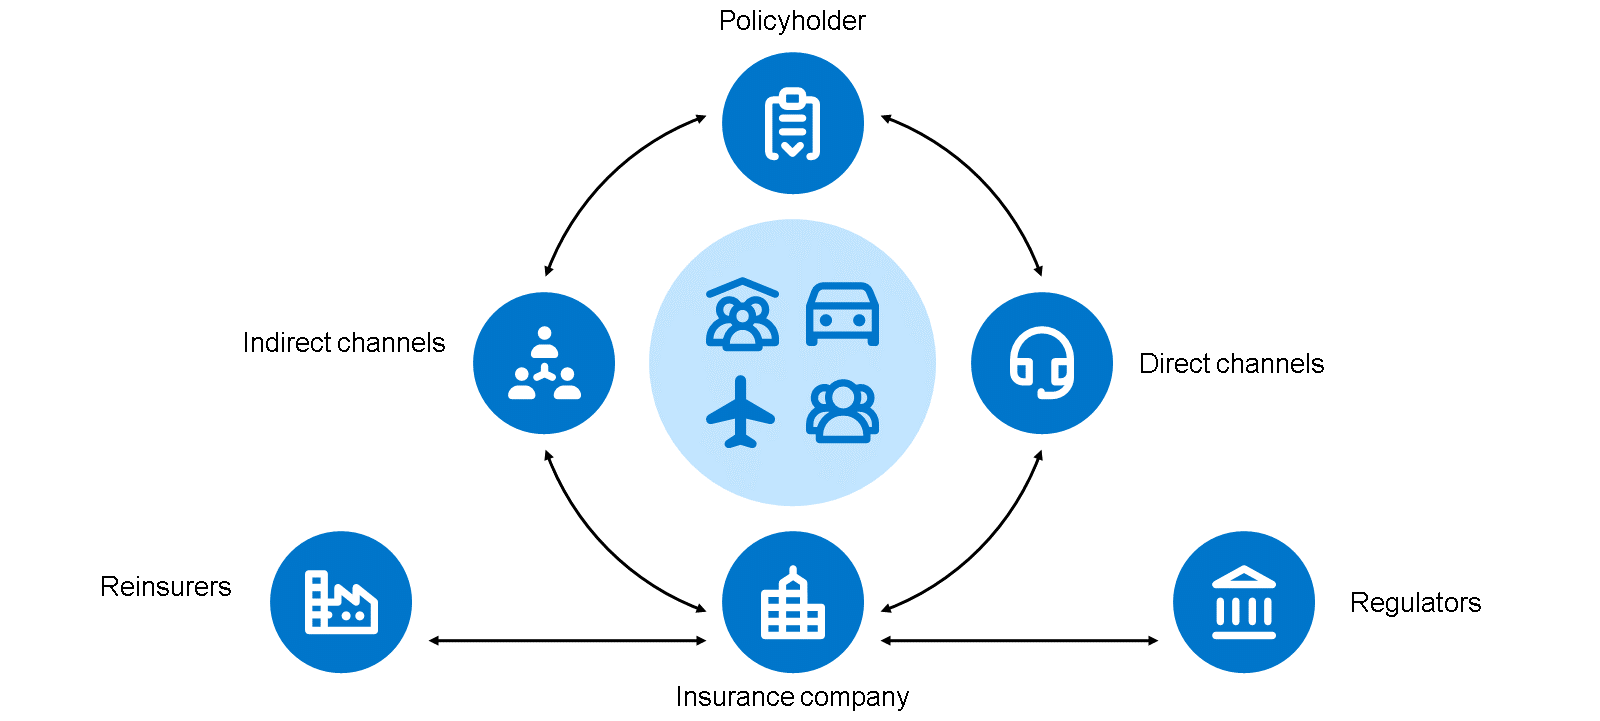 Policyholder
Indirect channels
Direct channels
Reinsurers
Regulators
Insurance company